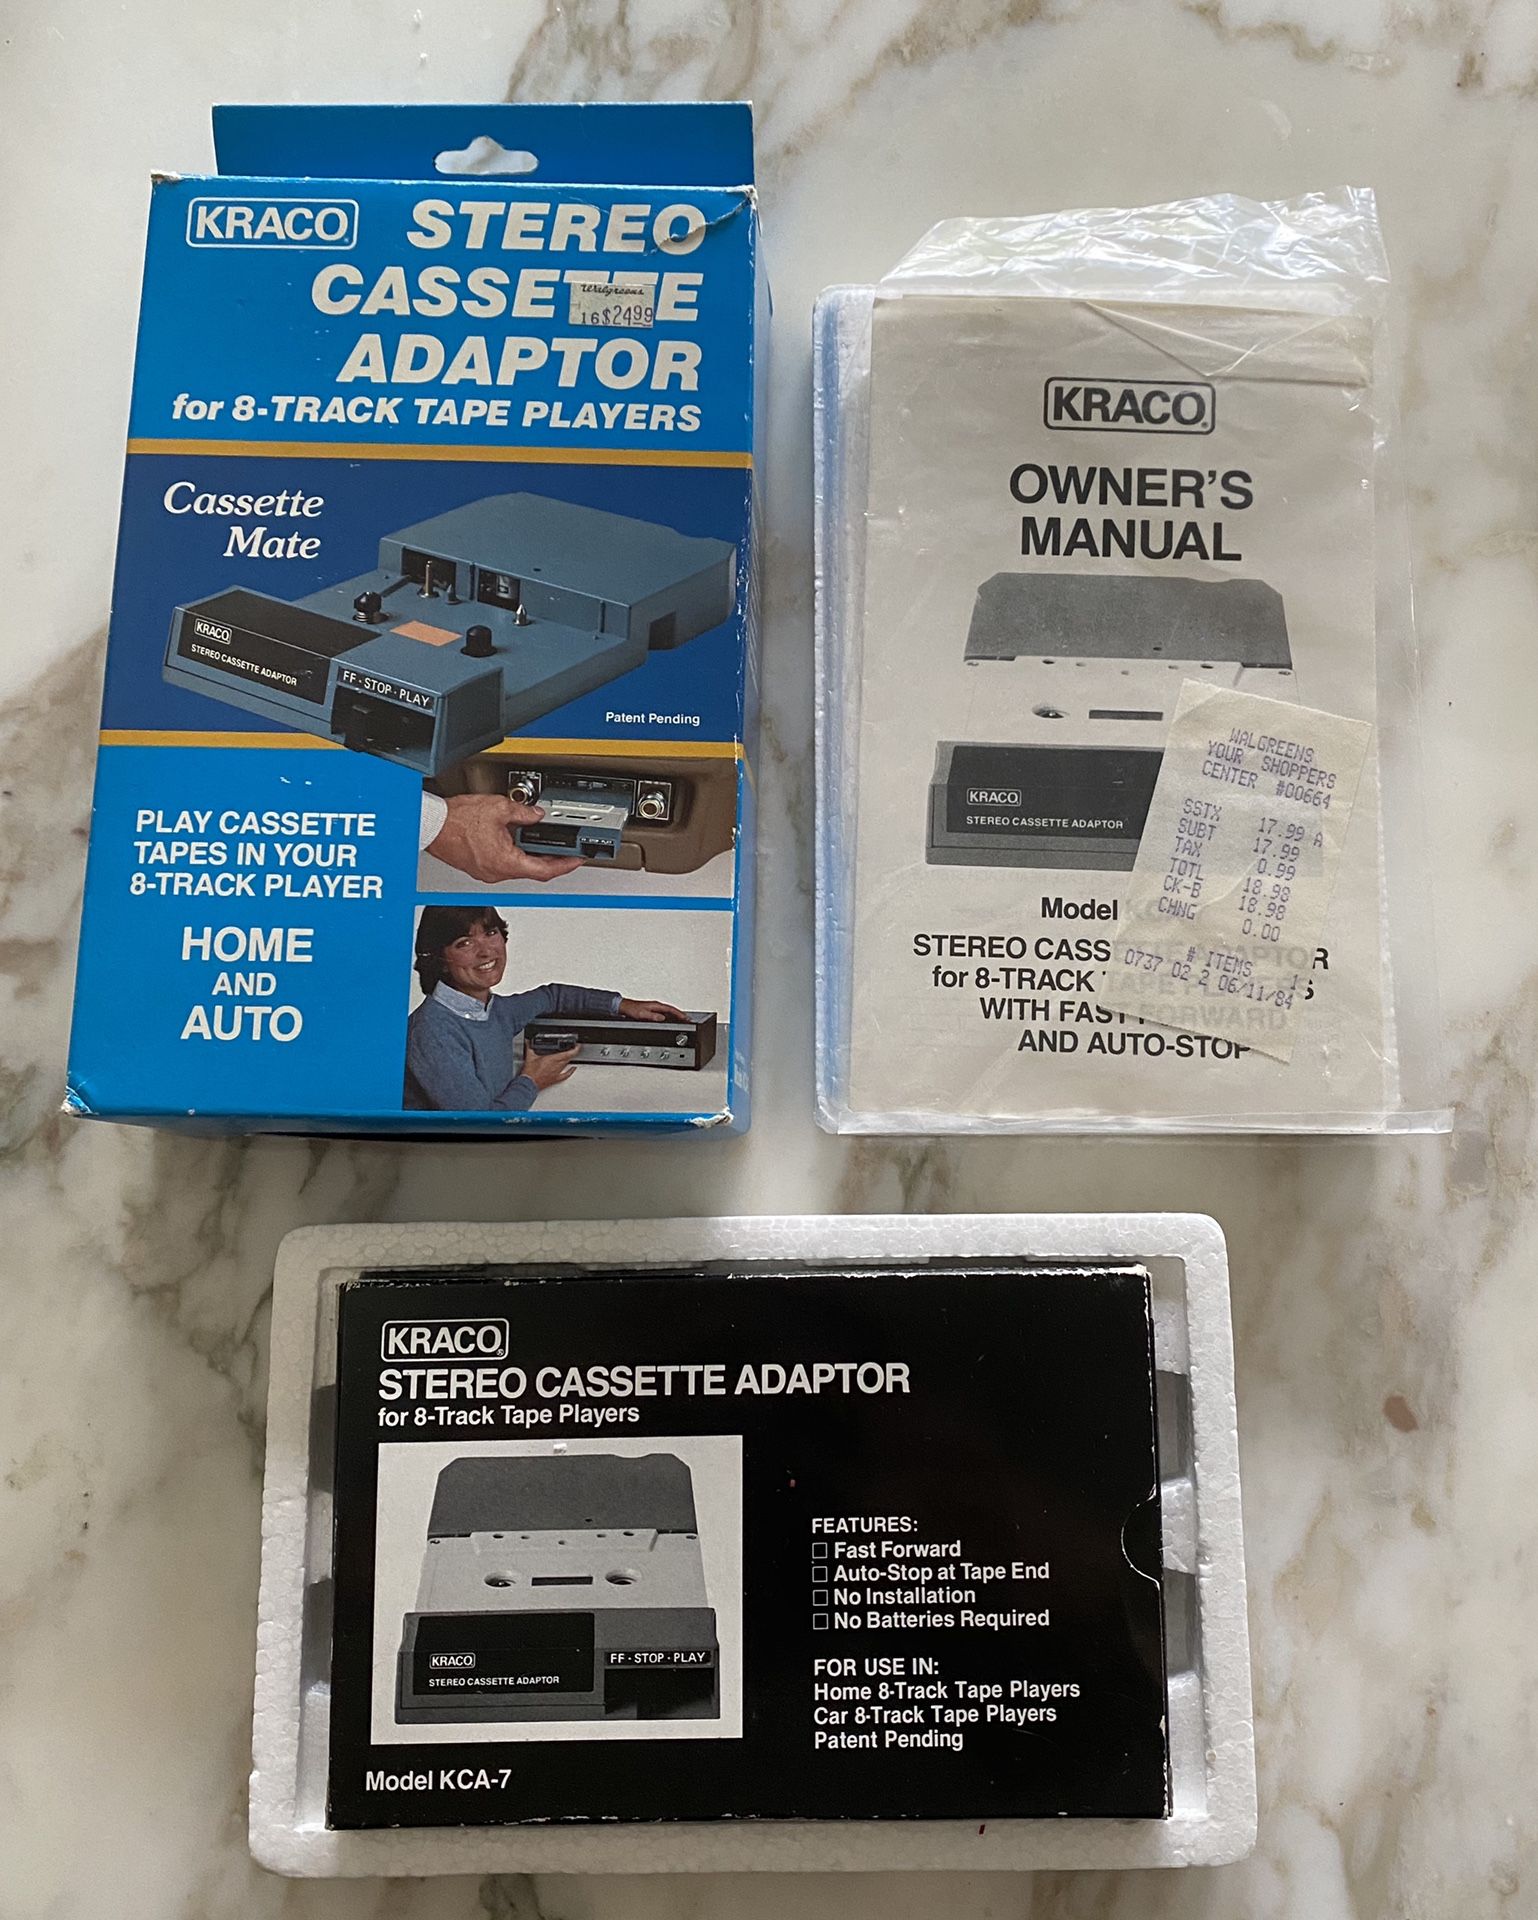 KRACO
STEREO
CASSE E
Walgreens
16$24.99
ADAPTOR
for 8-TRACK TAPE PLAYERS
Cassette
Mate
KRACO
STEREO CASSETTE ADAPTOR
FF · STOP · PLAY
Patent Pending
PLAY CASSETTE
TAPES IN YOUR
8-TRACK PLAYER
HOME
AND
AUTO
KRACO
OWNER'S
MANUAL
KRACO
STEREO CASSETTE ADAPTOR
Model
STEREO CASSETTE ADAPTOR
for 8-TRACK TAPE PLAYERS
WITH FAST FORWARD
AND AUTO-STOP
WALGREENS
YOUR SHOPPERS
CENTER #00664
SSTX 17.99 A
SUBT 17.99
TAX 0.99
TOTL 18.98
CK-B 18.98
CHNG 0.00
# ITEMS 1
0737 02 2 06/11/84
KRACO
STEREO CASSETTE ADAPTOR
for 8-Track Tape Players
KRACO
STEREO CASSETTE ADAPTOR
FF · STOP · PLAY
FEATURES:
Fast Forward
Auto-Stop at Tape End
No Installation
No Batteries Required
FOR USE IN:
Home 8-Track Tape Players
Car 8-Track Tape Players
Patent Pending
Model KCA-7